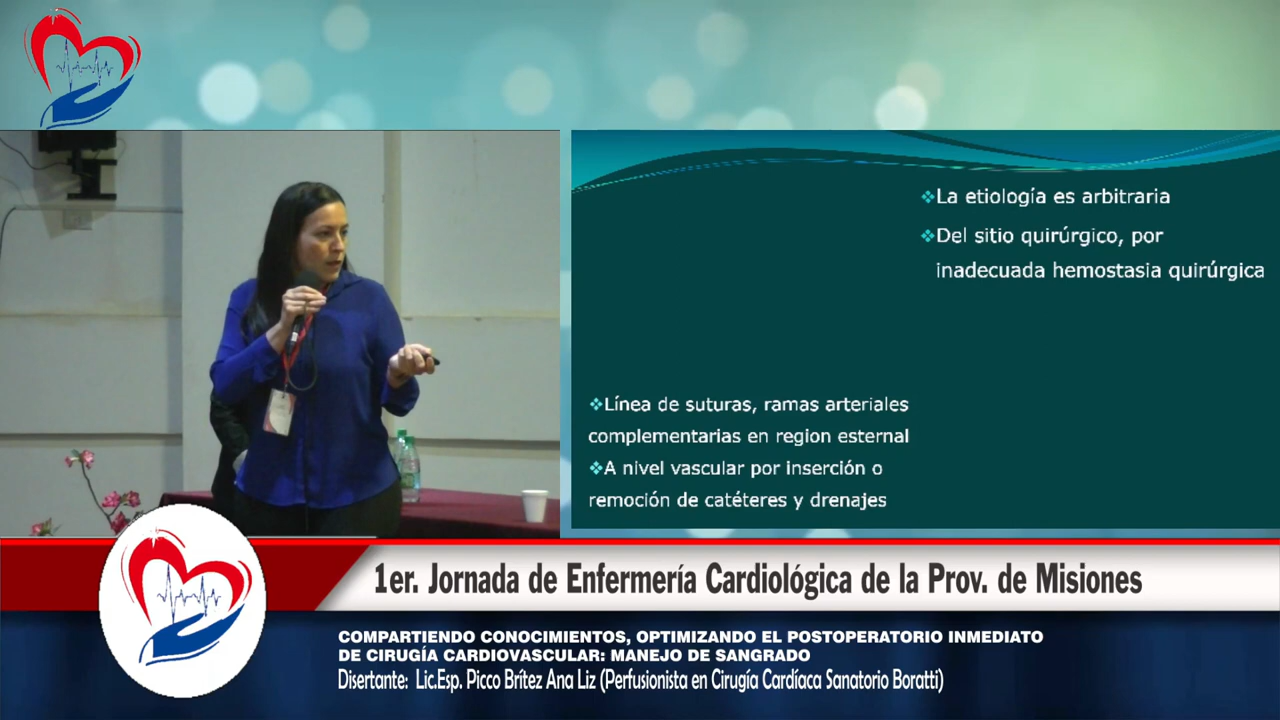 ❖La etiología es arbitraria
❖Del sitio quirúrgico, por
inadecuada hemostasia quirúrgica
❖Línea de suturas, ramas arteriales
complementarias en region esternal
❖A nivel vascular por inserción o
remoción de catéteres y drenajes
1er. Jornada de Enfermería Cardiológica de la Prov. de Misiones
COMPARTIENDO CONOCIMIENTOS, OPTIMIZANDO EL POSTOPERATORIO INMEDIATO
DE CIRUGÍA CARDIOVASCULAR: MANEJO DE SANGRADO
Disertante: Lic.Esp. Picco Brítez Ana Liz (Perfusionista en Cirugía Cardíaca Sanatorio Boratti)